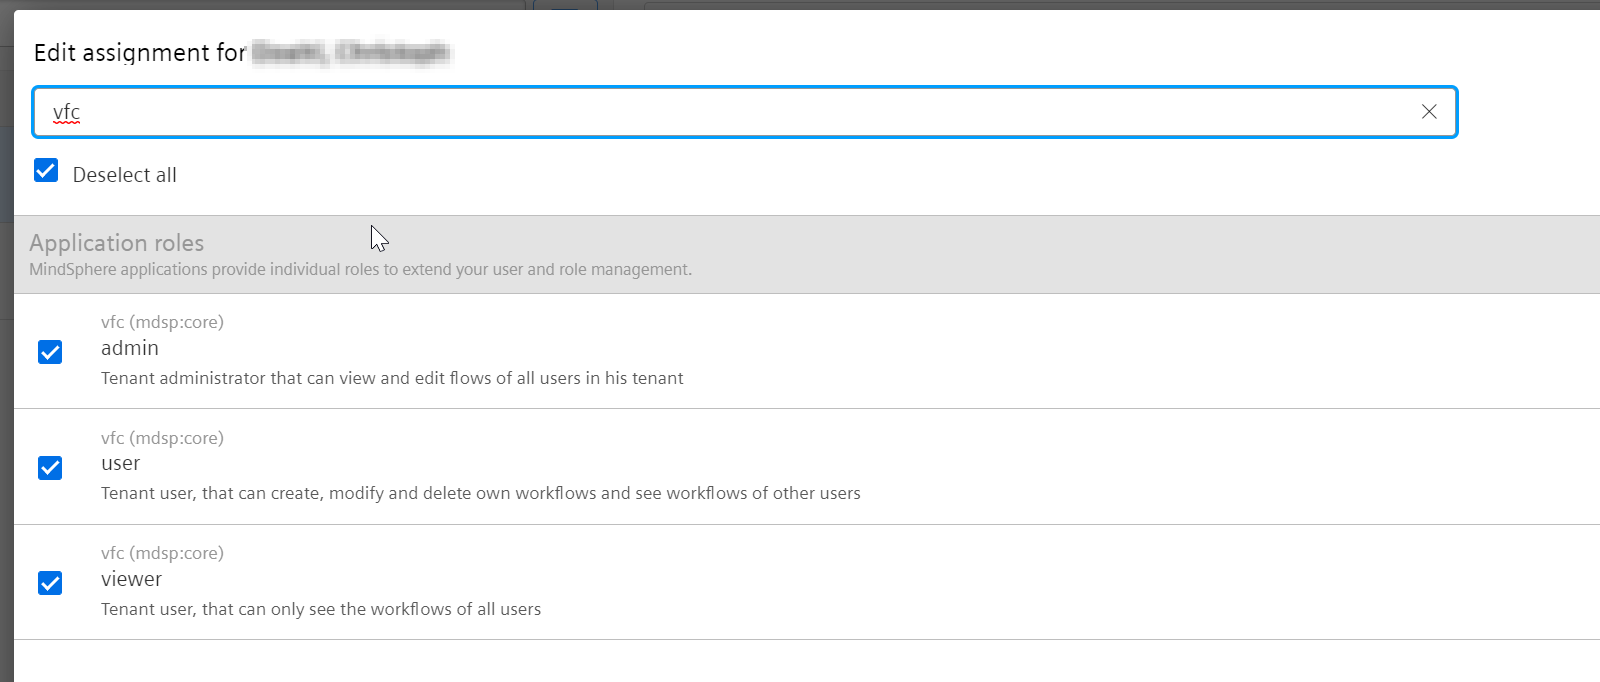 Edit assignment for
vfc
Deselect all
Application roles
MindSphere applications provide individual roles to extend your user and role management.
vfc (mdsp:core)
admin
Tenant administrator that can view and edit flows of all users in his tenant
vfc (mdsp:core)
user
Tenant user, that can create, modify and delete own workflows and see workflows of other users
vfc (mdsp:core)
viewer
Tenant user, that can only see the workflows of all users